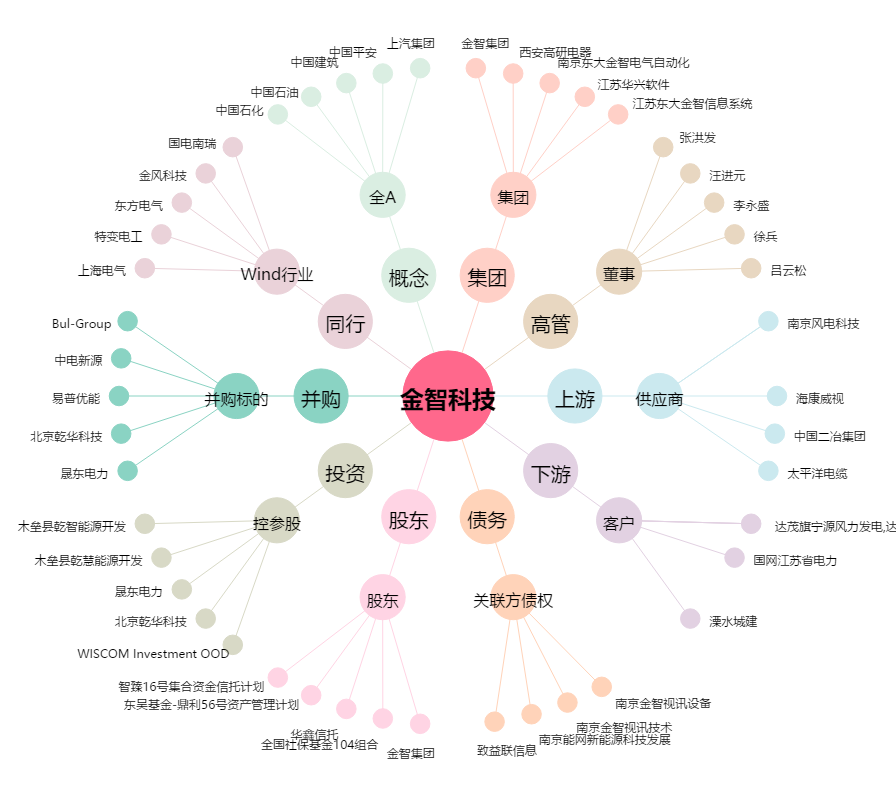 上汽集团
中国平安
中国建筑
中国石油
中国石化
全A
概念
金智集团
西安高研电器
南京东大金智电气自动化
江苏华兴软件
江苏东大金智信息系统
集团
集团
张洪发
汪进元
李永盛
徐兵
吕云松
董事
高管
国电南瑞
金风科技
东方电气
特变电工
上海电气
Wind行业
同行
Bul-Group
中电新源
易普优能
北京乾华科技
晟东电力
并购标的
并购
金智科技
上游
供应商
南京风电科技
海康威视
中国二冶集团
太平洋电缆
投资
控参股
木垒县乾智能源开发
木垒县乾慧能源开发
晟东电力
北京乾华科技
WISCOM Investment OOD
下游
客户
达茂旗宁源风力发电,达
国网江苏省电力
溧水城建
股东
股东
智臻16号集合资金信托计划
东吴基金-鼎利56号资产管理计划
华鑫信托
全国社保基金104组合
金智集团
债务
关联方债权
南京金智视讯设备
南京金智视讯技术
南京能网新能源科技发展
致益联信息